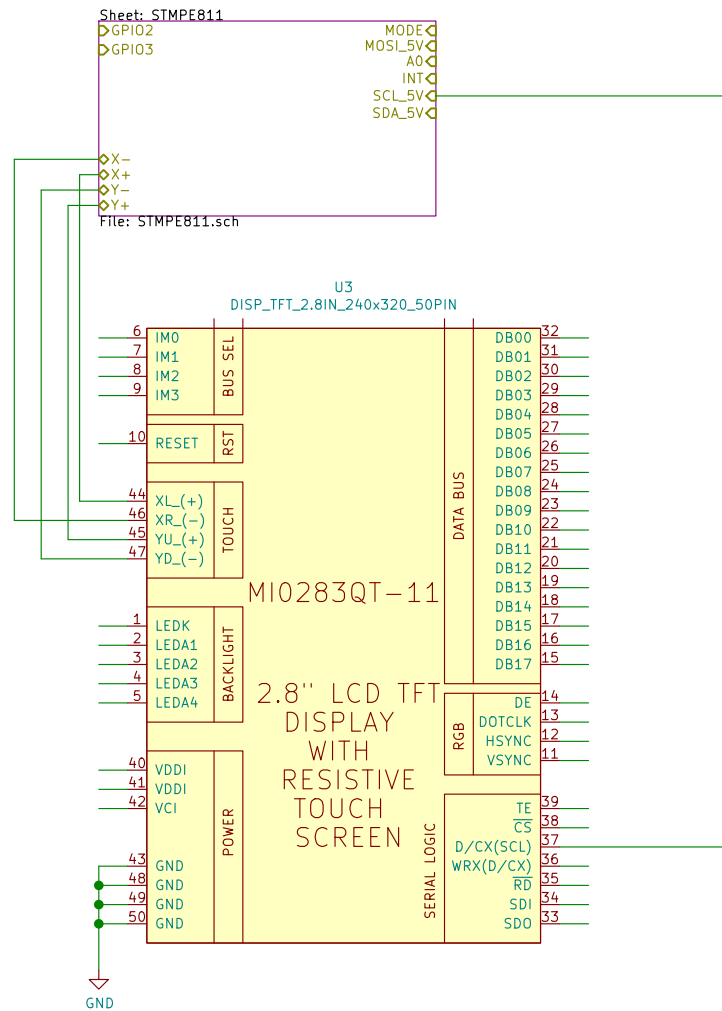 Sheet: STMPE811
GPIO2
GPIO3
MODE
MOSI_5V
A0
INT
SCL_5V
SDA_5V
X-
X+
Y-
Y+
File: STMPE811.sch
U3
DISP_TFT_2.8IN_240x320_50PIN
6 IM0
7 IM1
8 IM2
9 IM3
BUS SEL
10 RESET
RST
44 XL_(+)
46 XR_(-)
45 YU_(+)
47 YD_(-)
TOUCH
1 LEDK
2 LEDA1
3 LEDA2
4 LEDA3
5 LEDA4
BACKLIGHT
40 VDDI
41 VDDI
42 VCI
43 GND
48 GND
49 GND
50 GND
POWER
GND
MI0283QT-11
2.8" LCD TFT
DISPLAY
WITH
RESISTIVE
TOUCH
SCREEN
DATA BUS
DB00 32
DB01 31
DB02 30
DB03 29
DB04 28
DB05 27
DB06 26
DB07 25
DB08 24
DB09 23
DB10 22
DB11 21
DB12 20
DB13 19
DB14 18
DB15 17
DB16 16
DB17 15
RGB
DE 14
DOTCLK 13
HSYNC 12
VSYNC 11
SERIAL LOGIC
TE 39
CS 38
D/CX(SCL) 37
WRX(D/CX) 36
RD 35
SDI 34
SDO 33